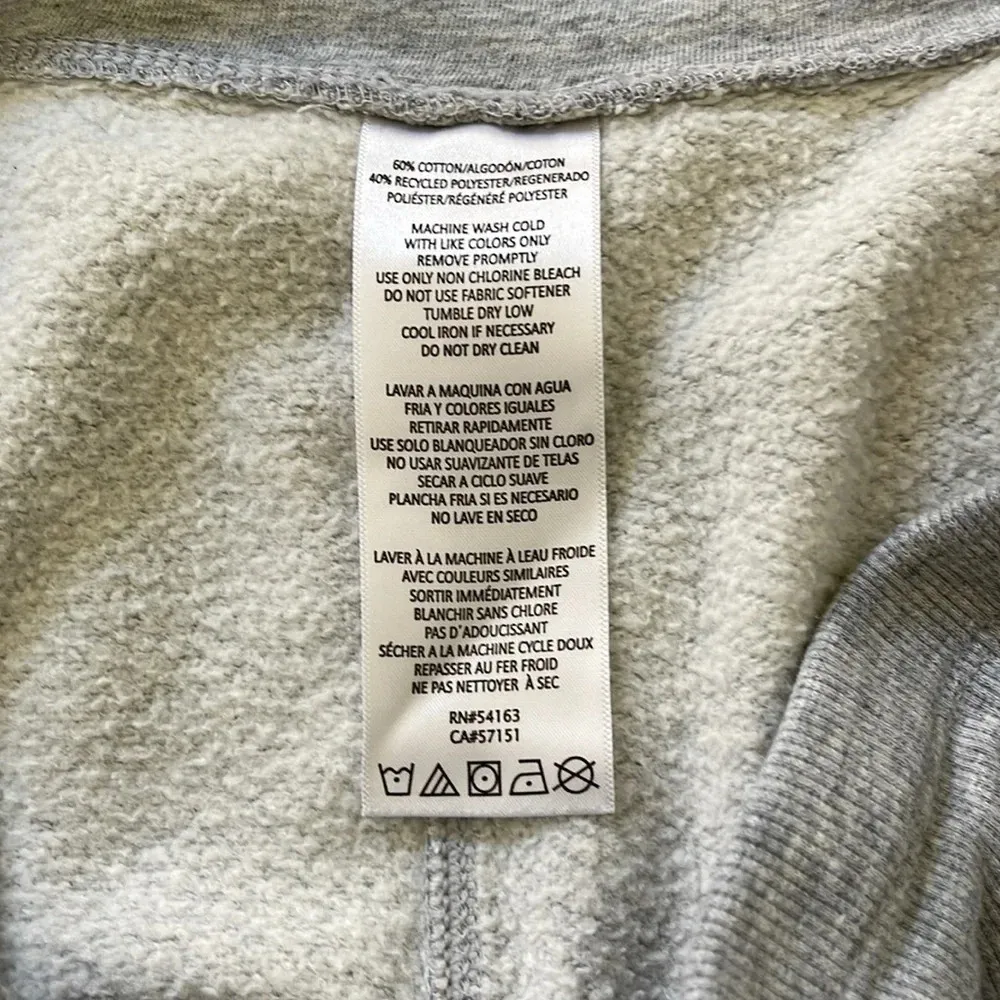 60% COTTON/ALGODÓN/COTON
40% RECYCLED POLYESTER/REGENERADO
POLIÉSTER/RÉGÉNÉRÉ POLYESTER
MACHINE WASH COLD
WITH LIKE COLORS ONLY
REMOVE PROMPTLY
USE ONLY NON CHLORINE BLEACH
DO NOT USE FABRIC SOFTENER
TUMBLE DRY LOW
COOL IRON IF NECESSARY
DO NOT DRY CLEAN
LAVAR A MAQUINA CON AGUA
FRIA Y COLORES IGUALES
RETIRAR RAPIDAMENTE
USE SOLO BLANQUEADOR SIN CLORO
NO USAR SUAVIZANTE DE TELAS
SECAR A CICLO SUAVE
PLANCHA FRIA SI ES NECESARIO
NO LAVE EN SECO
LAVER À LA MACHINE À LEAU FROIDE
AVEC COULEURS SIMILAIRES
SORTIR IMMÉDIATEMENT
BLANCHIR SANS CHLORE
PAS D'ADOUCISSANT
SÉCHER A LA MACHINE CYCLE DOUX
REPASSER AU FER FROID
NE PAS NETTOYER À SEC
RN#54163
CA#57151